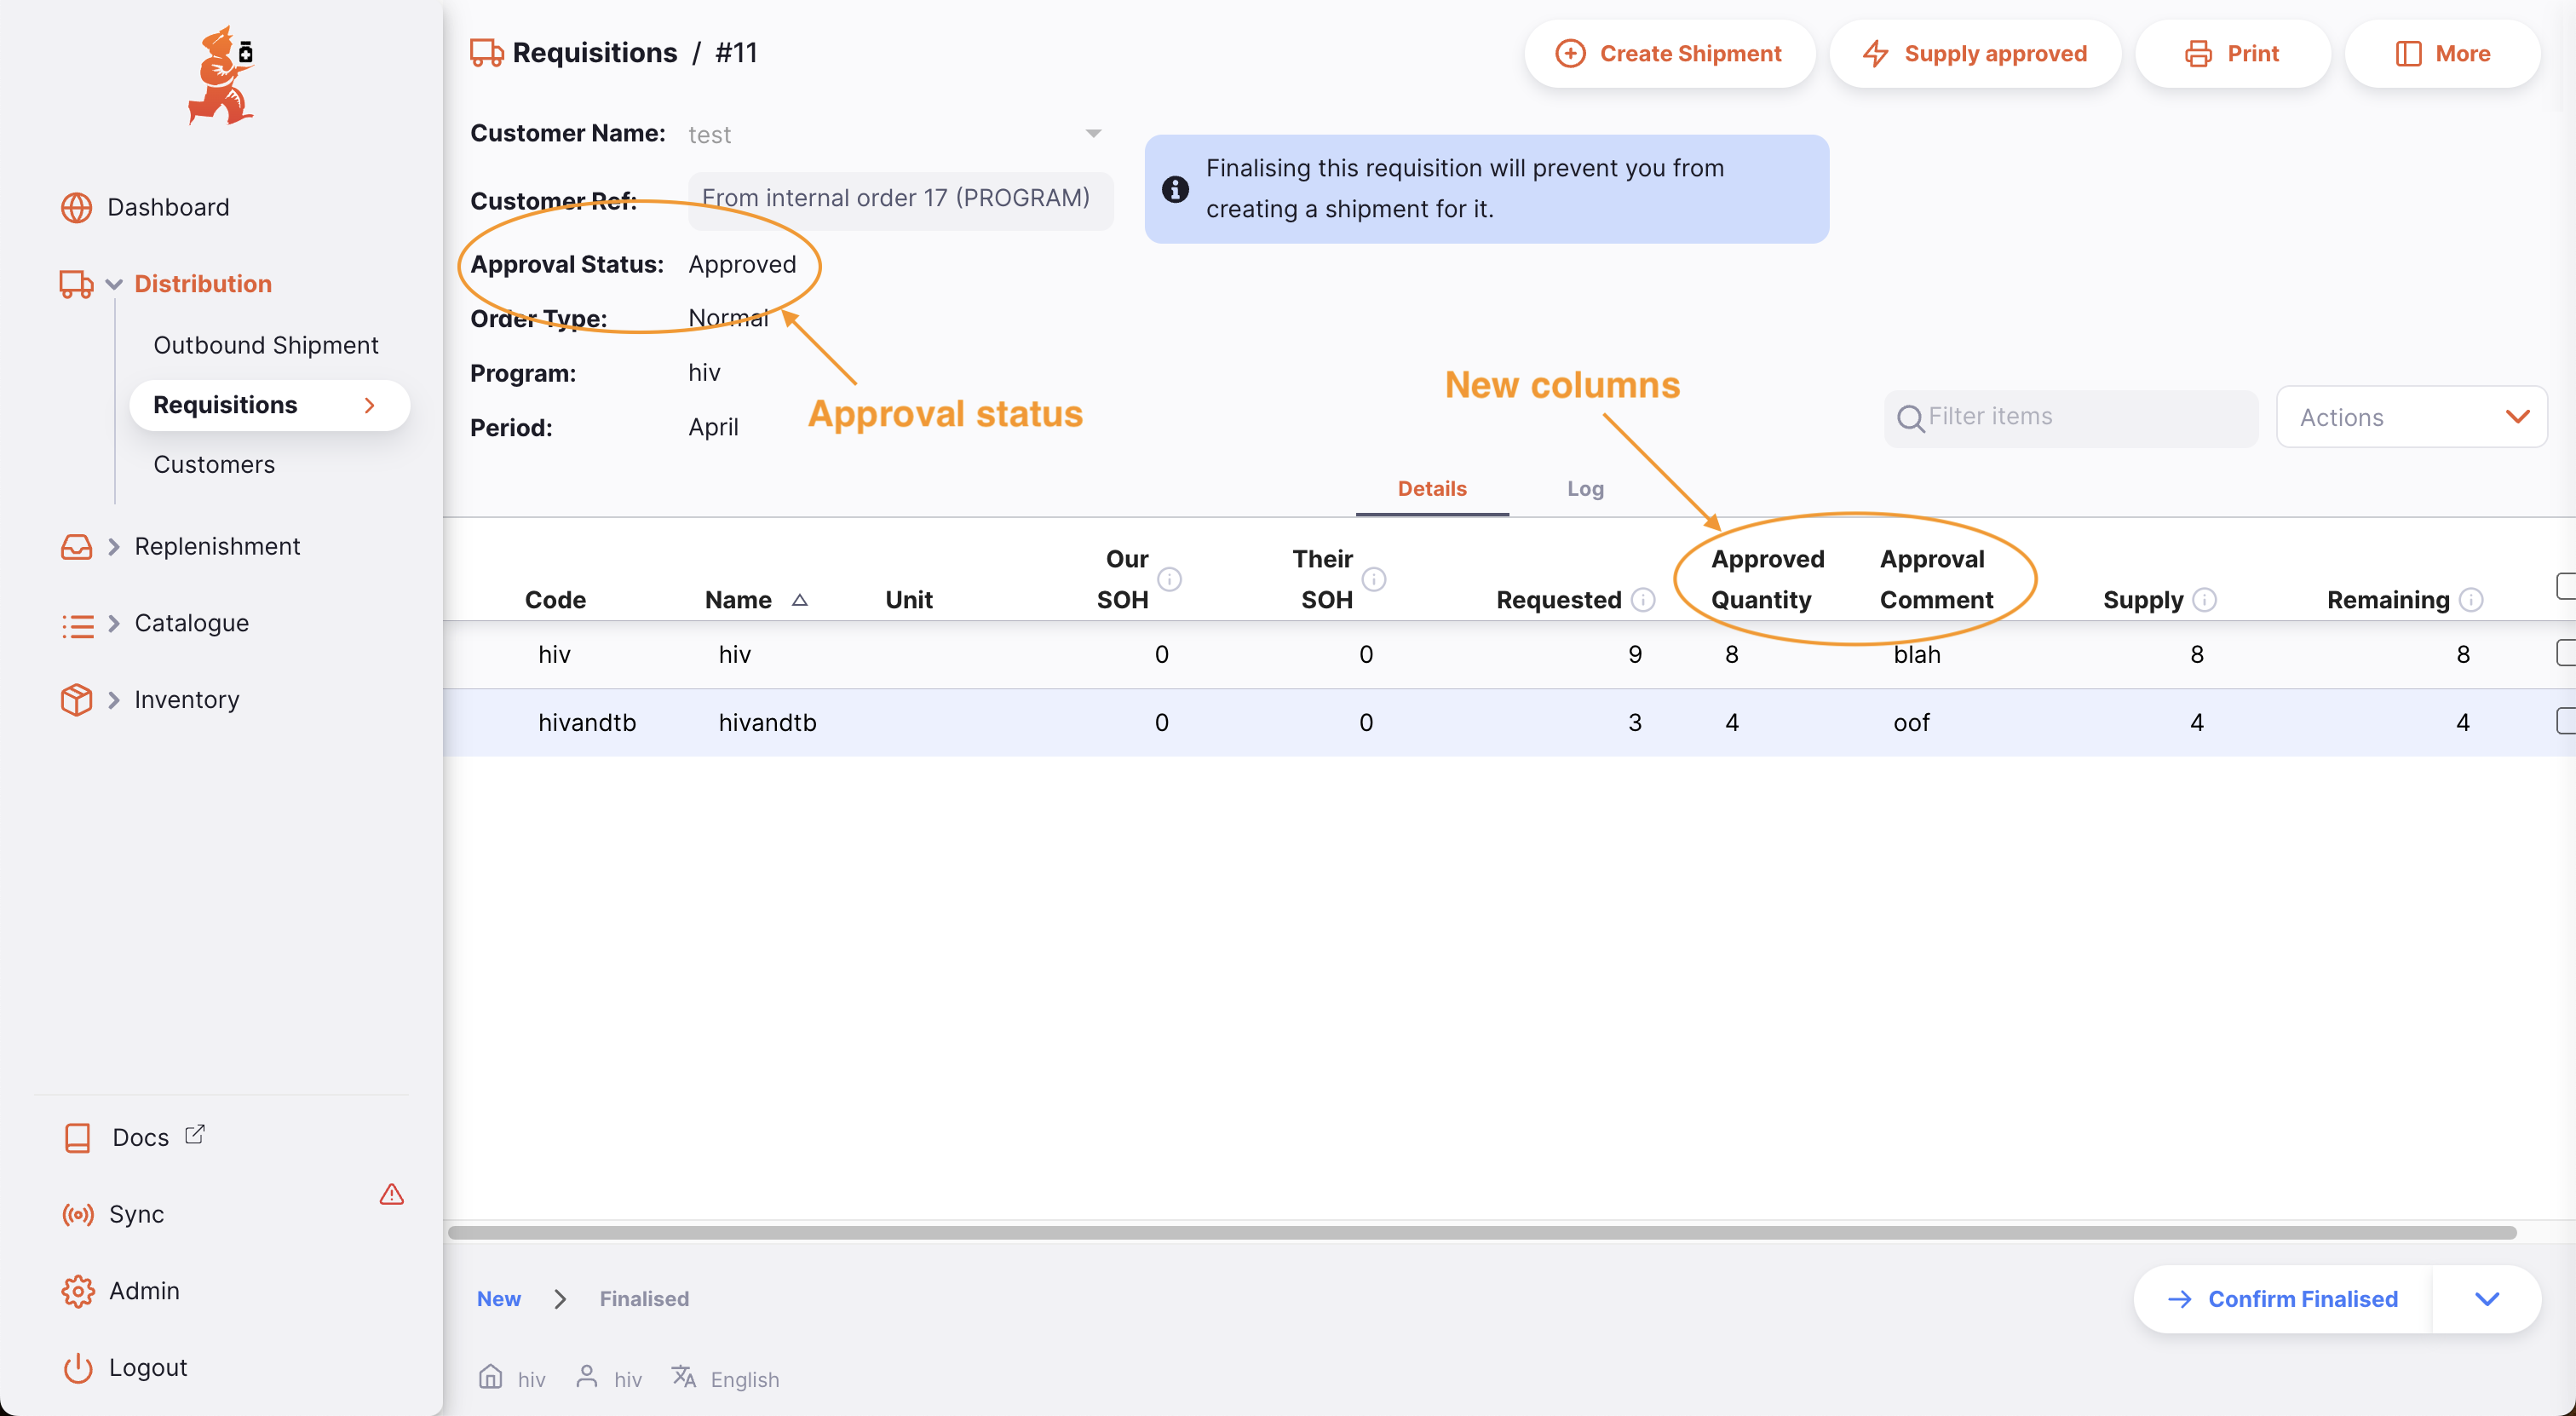 Requisitions / #11
Create Shipment
Supply approved
Print
More
Customer Name: test
Finalising this requisition will prevent you from
creating a shipment for it.
Customer Ref: From internal order 17 (PROGRAM)
Approval Status: Approved
Order Type: Normal
Program: hiv
Period: April
Approval status
New columns
Filter items
Actions
Dashboard
Distribution
Outbound Shipment
Requisitions
Customers
Replenishment
Catalogue
Inventory
Docs
Sync
Admin
Logout
Details Log
Code Name Unit Our SOH Their SOH Requested Approved Quantity Approval Comment Supply Remaining
hiv hiv 0 0 9 8 blah 8 8
hivandtb hivandtb 0 0 3 4 oof 4 4
New Finalised
Confirm Finalised
hiv hiv English